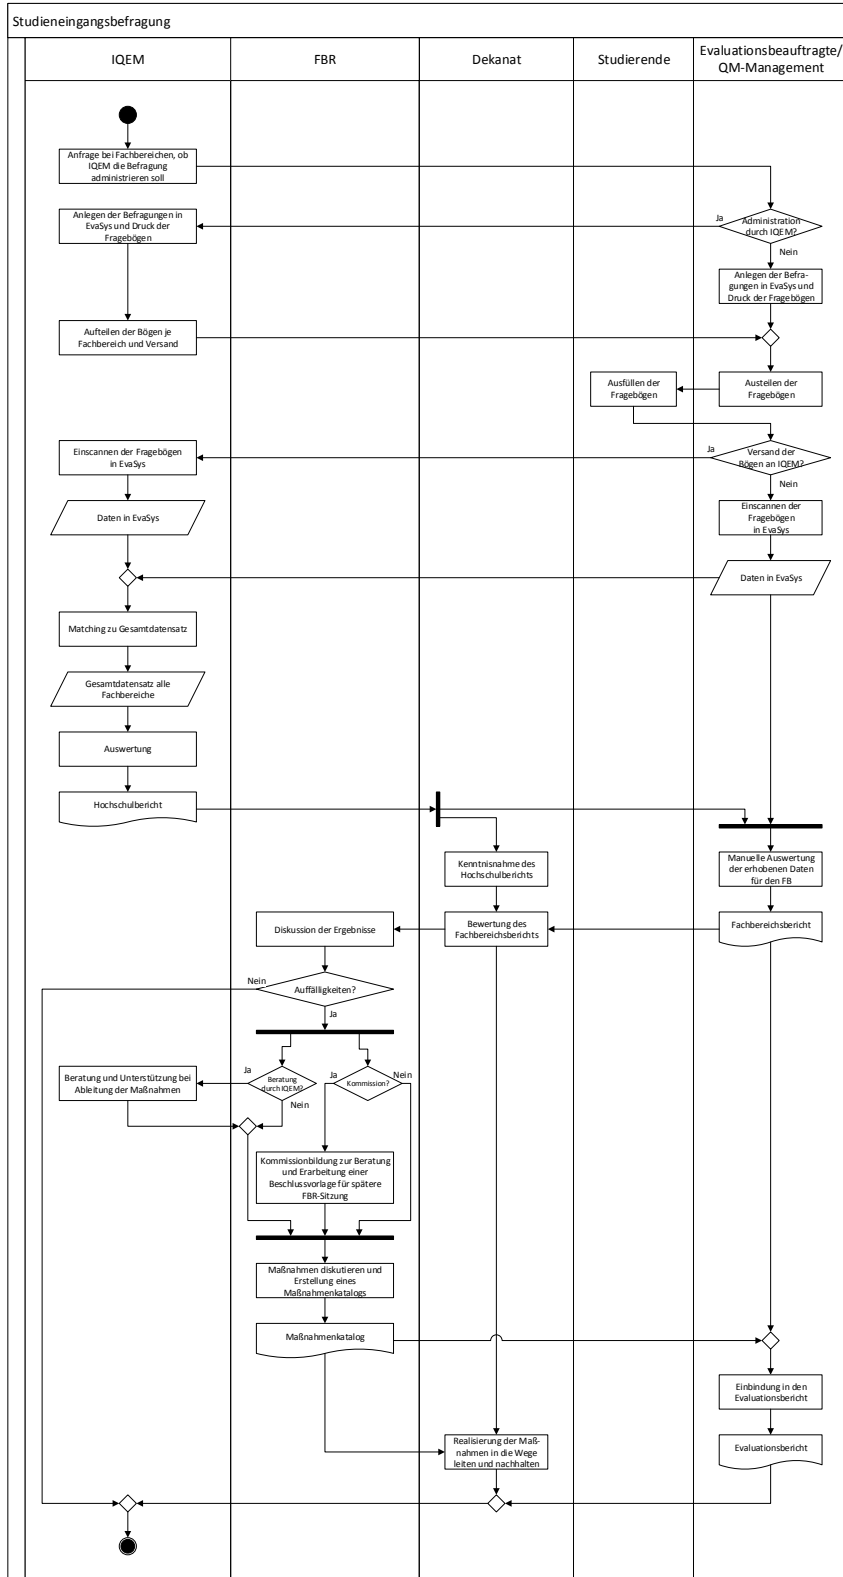 Studieneingangsbefragung
IQEM
FBR
Dekanat
Studierende
Evaluationsbeauftragte/
QM-Management
Anfrage bei Fachbereichen, ob
IQEM die Befragung
administrieren soll
Anlegen der Befragungen in
EvaSys und Druck der
Fragebögen
Ja
Administration
durch IQEM?
Nein
Anlegen der Befra-
gungen in EvaSys und
Druck der Fragebögen
Aufteilen der Bögen je
Fachbereich und Versand
Ausfüllen der
Fragebögen
Austeilen der
Fragebögen
Einscannen der Fragebögen
in EvaSys
Ja
Versand der
Bögen an IQEM?
Nein
Daten in EvaSys
Einscannen der
Fragebögen
in EvaSys
Daten in EvaSys
Matching zu Gesamtdatensatz
Gesamtdatensatz alle
Fachbereiche
Auswertung
Hochschulbericht
Kenntnisnahme des
Hochschulberichts
Manuelle Auswertung
der erhobenen Daten
für den FB
Diskussion der Ergebnisse
Bewertung des
Fachbereichsberichts
Fachbereichsbericht
Nein
Auffälligkeiten?
Ja
Beratung und Unterstützung bei
Ableitung der Maßnahmen
Ja
Beratung
durch IQEM?
Nein
Ja
Kommission?
Nein
Kommissionbildung zur Beratung
und Erarbeitung einer
Beschlussvorlage für spätere
FBR-Sitzung
Maßnahmen diskutieren und
Erstellung eines
Maßnahmenkatalogs
Maßnahmenkatalog
Einbindung in den
Evaluationsbericht
Realisierung der Maß-
nahmen in die Wege
leiten und nachhalten
Evaluationsbericht